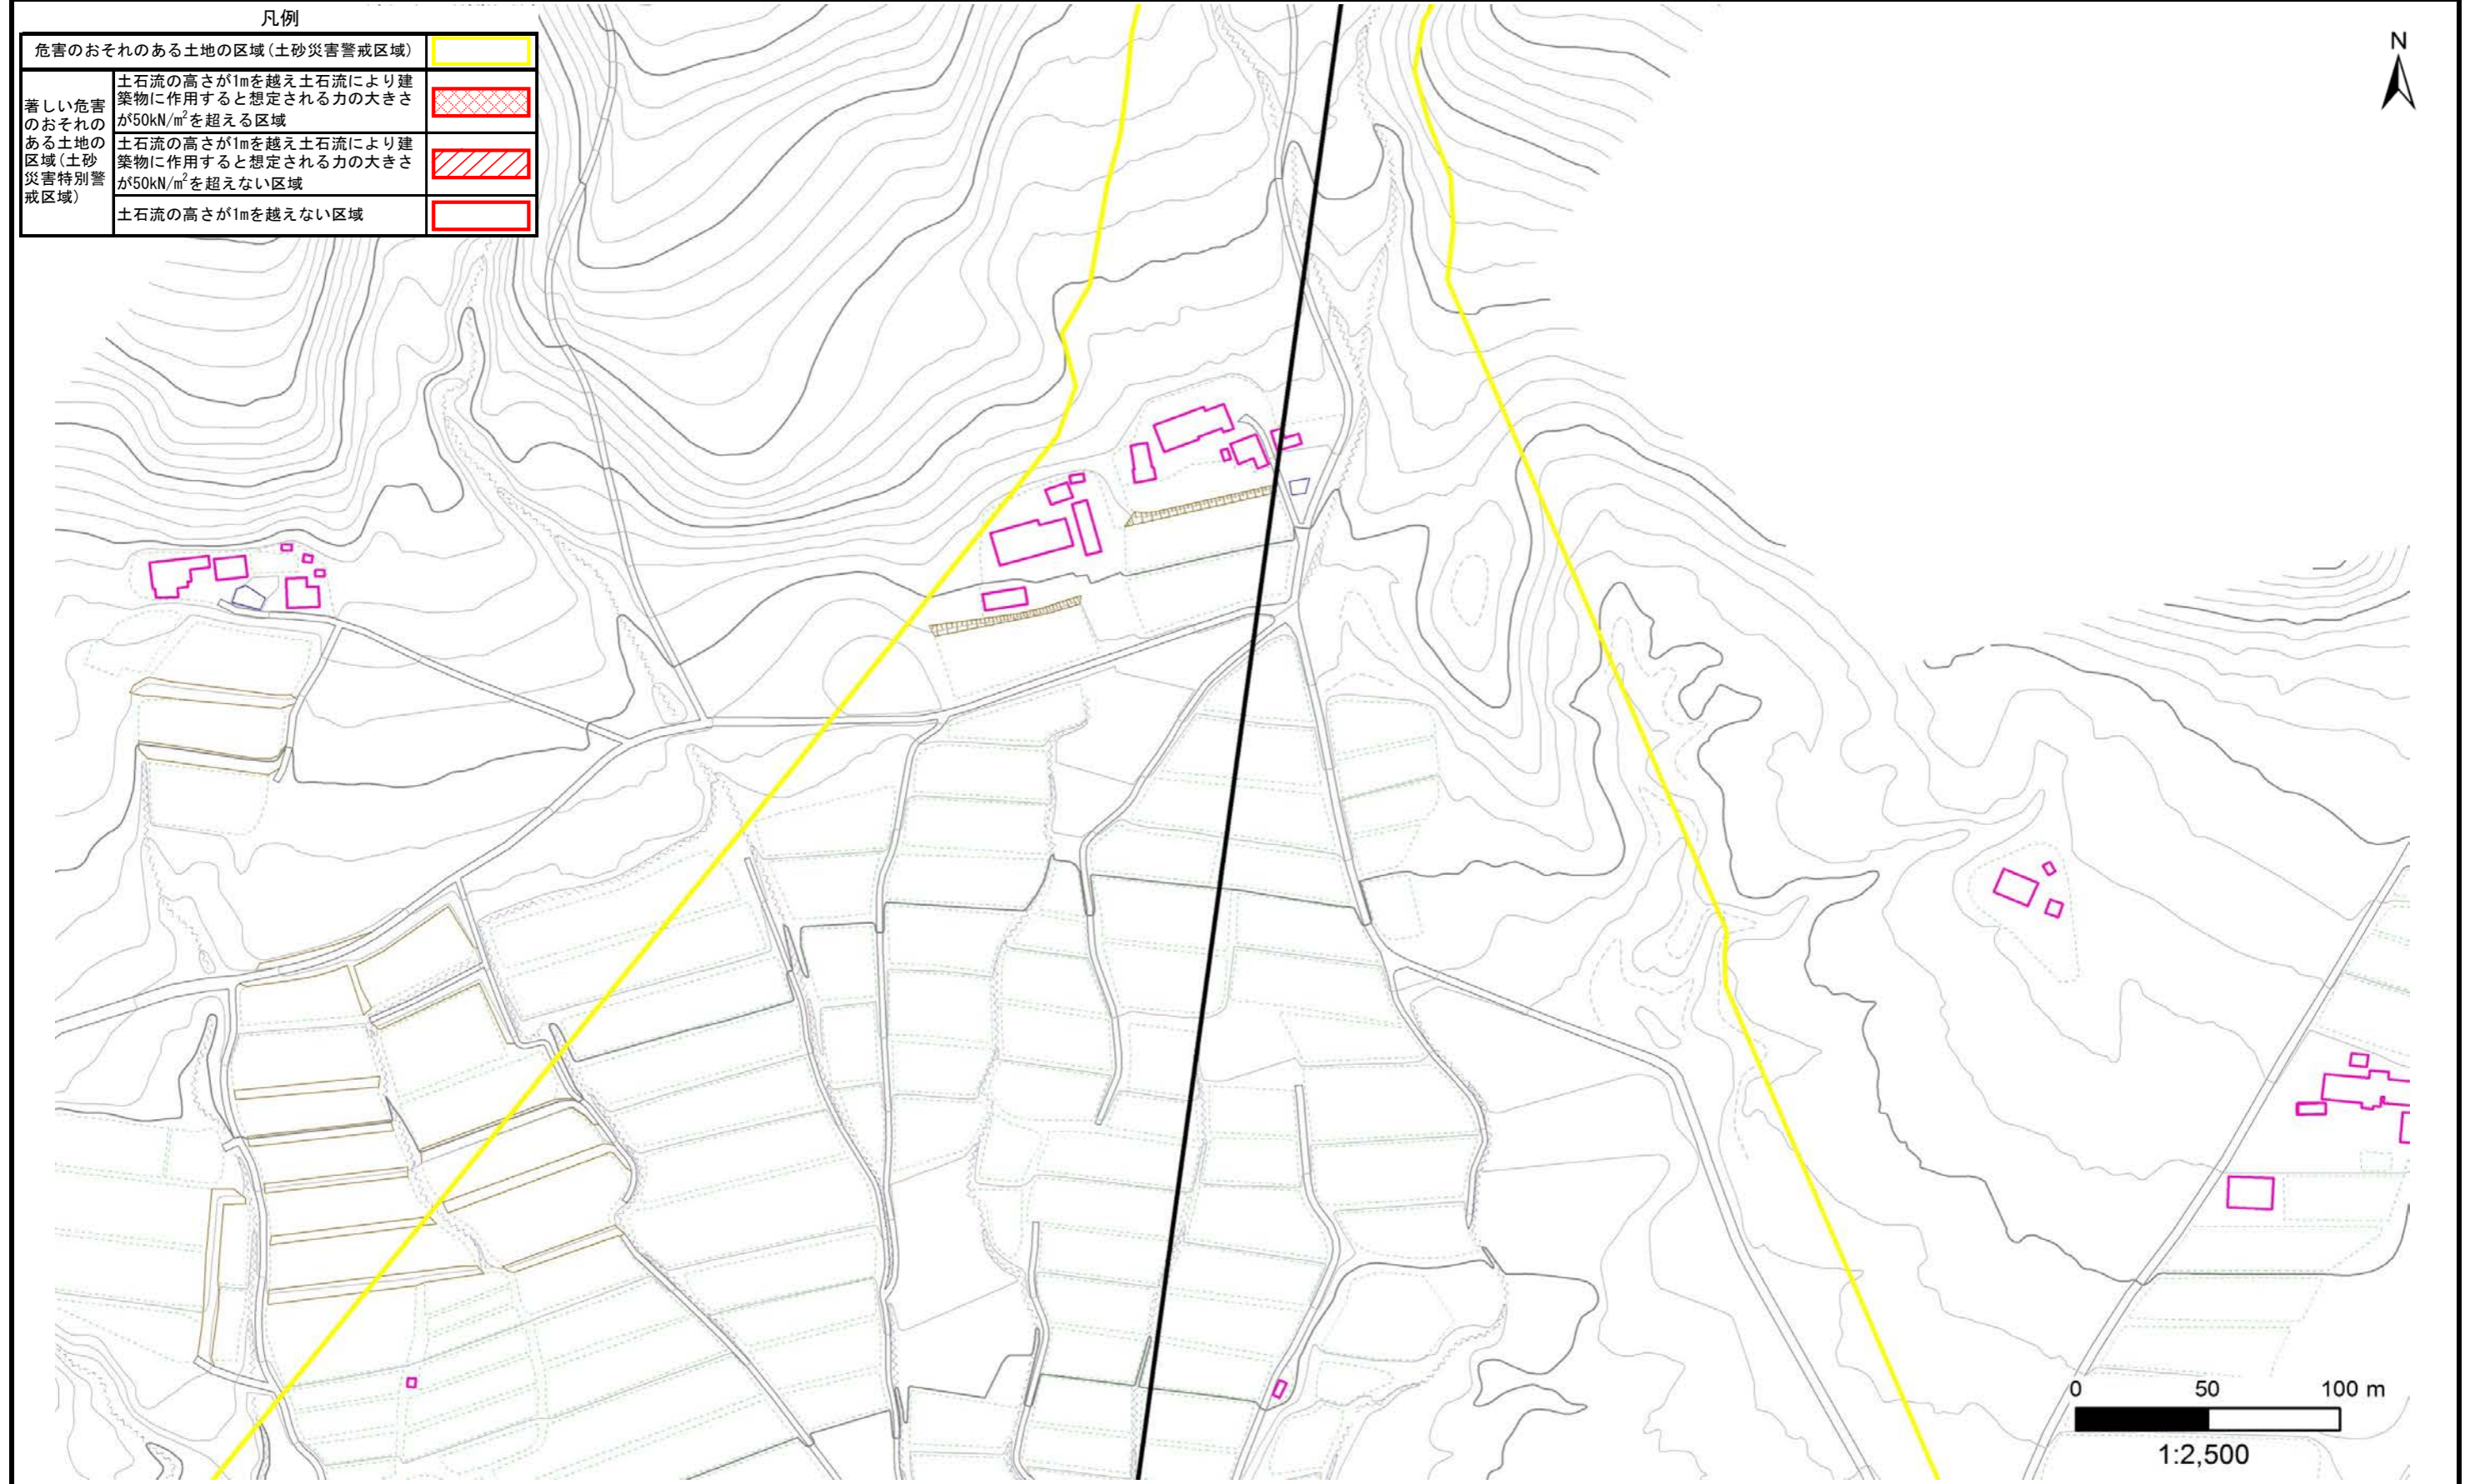 凡例
危害のおそれのある土地の区域(土砂災害警戒区域)
著しい危害
のおそれの
ある土地の
区域(土砂
災害特別警
戒区域)
土石流の高さが1mを越え土石流により建
築物に作用すると想定される力の大きさ
が50kN/m²を超える区域
土石流の高さが1mを越え土石流により建
築物に作用すると想定される力の大きさ
が50kN/m²を超えない区域
土石流の高さが1mを越えない区域
N
0 50 100 m
1:2,500